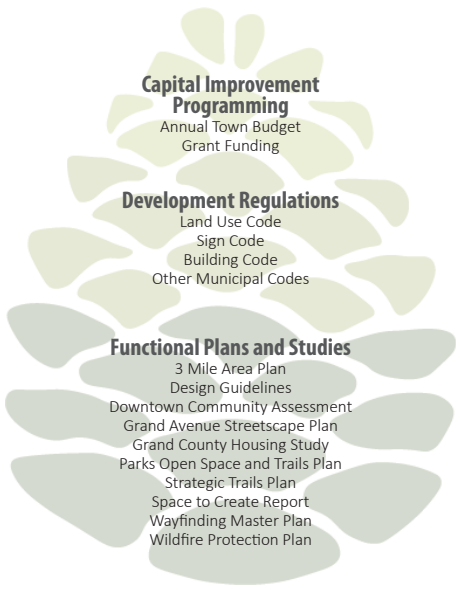 Capital Improvement
Programming
Annual Town Budget
Grant Funding
Development Regulations
Land Use Code
Sign Code
Building Code
Other Municipal Codes
Functional Plans and Studies
3 Mile Area Plan
Design Guidelines
Downtown Community Assessment
Grand Avenue Streetscape Plan
Grand County Housing Study
Parks Open Space and Trails Plan
Strategic Trails Plan
Space to Create Report
Wayfinding Master Plan
Wildfire Protection Plan